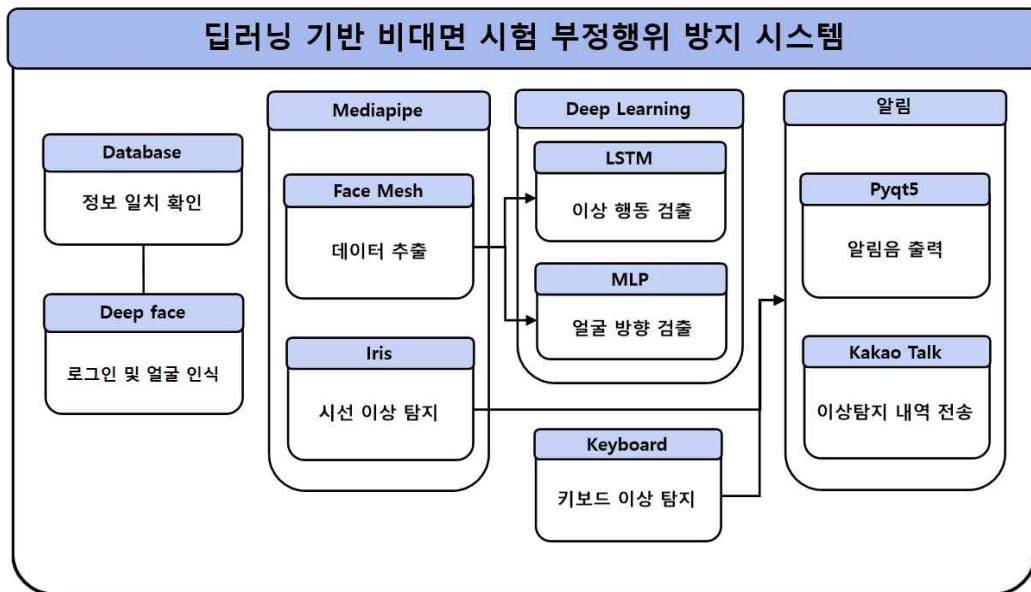 딥러닝 기반 비대면 시험 부정행위 방지 시스템
Database
정보 일치 확인
Deep face
로그인 및 얼굴 인식
Mediapipe
Face Mesh
데이터 추출
Iris
시선 이상 탐지
Deep Learning
LSTM
이상 행동 검출
MLP
얼굴 방향 검출
Keyboard
키보드 이상 탐지
알림
Pyqt5
알림음 출력
Kakao Talk
이상탐지 내역 전송